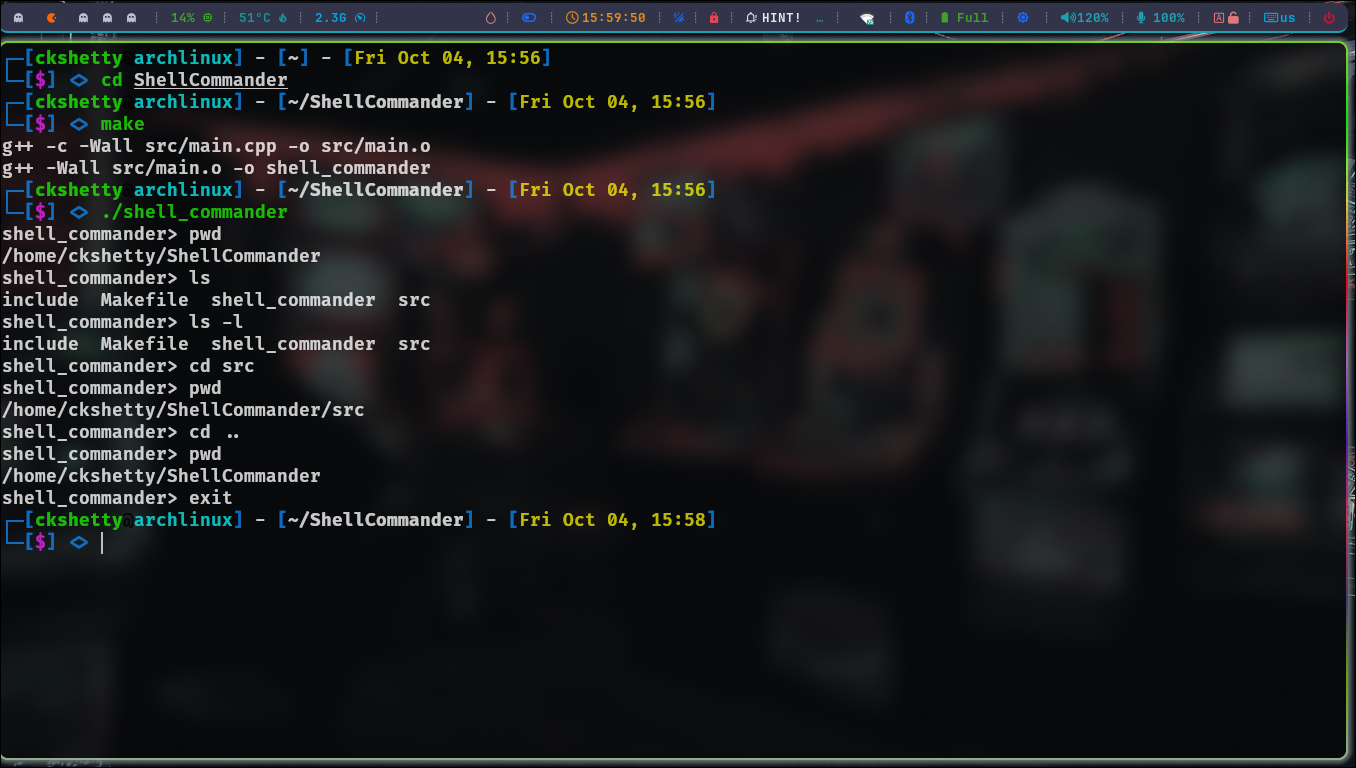 14% 51°C 2.3G 15:59:50 HINT! … Full 120% 100% A us
[ckshetty archlinux] - [~] - [Fri Oct 04, 15:56]
[$] <> cd ShellCommander
[ckshetty archlinux] - [~/ShellCommander] - [Fri Oct 04, 15:56]
[$] <> make
g++ -c -Wall src/main.cpp -o src/main.o
g++ -Wall src/main.o -o shell_commander
[ckshetty archlinux] - [~/ShellCommander] - [Fri Oct 04, 15:56]
[$] <> ./shell_commander
shell_commander> pwd
/home/ckshetty/ShellCommander
shell_commander> ls
include  Makefile  shell_commander  src
shell_commander> ls -l
include  Makefile  shell_commander  src
shell_commander> cd src
shell_commander> pwd
/home/ckshetty/ShellCommander/src
shell_commander> cd ..
shell_commander> pwd
/home/ckshetty/ShellCommander
shell_commander> exit
[ckshetty archlinux] - [~/ShellCommander] - [Fri Oct 04, 15:58]
[$] <>